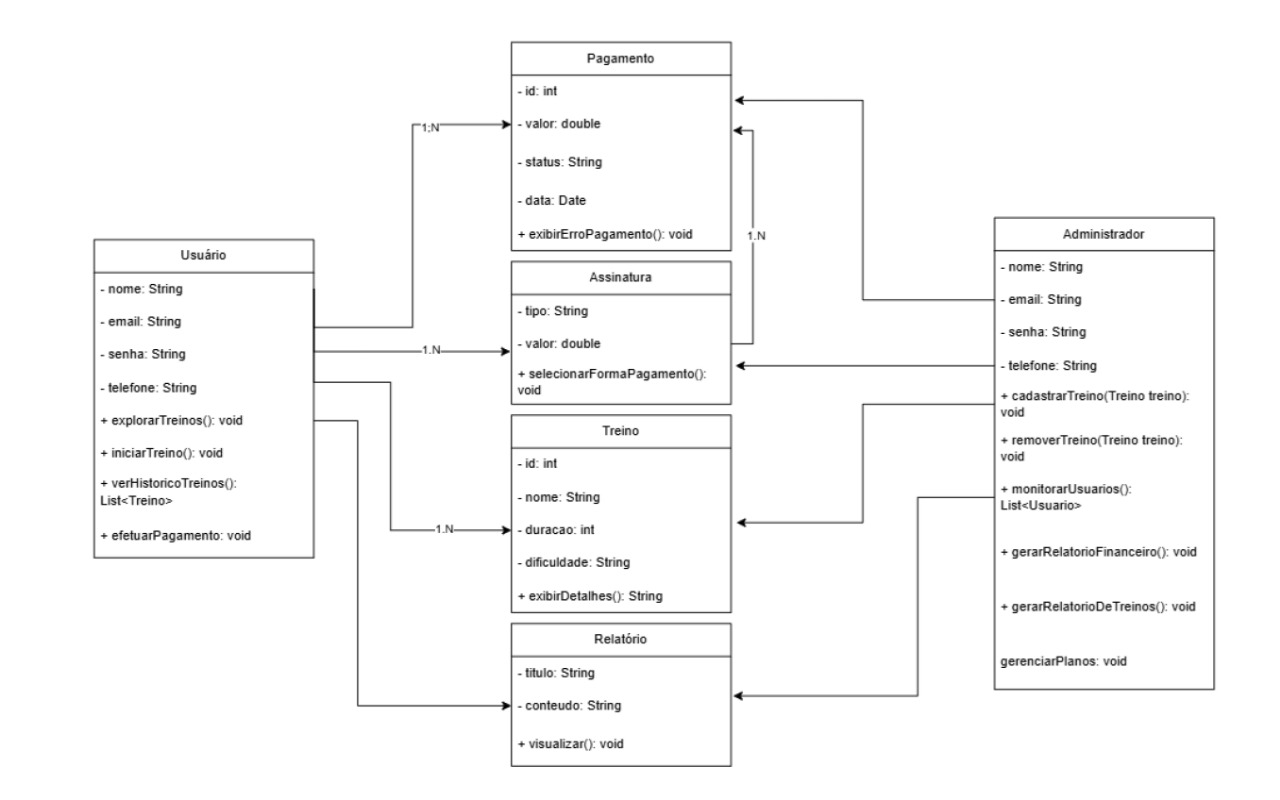 Pagamento
- id: int
- valor: double
- status: String
- data: Date
+ exibirErroPagamento(): void
1;N
1.N
Usuário
- nome: String
- email: String
- senha: String
- telefone: String
+ explorarTreinos(): void
+ iniciarTreino(): void
+ verHistoricoTreinos():
List<Treino>
+ efetuarPagamento: void
1.N
1.N
Assinatura
- tipo: String
- valor: double
+ selecionarFormaPagamento():
void
Treino
- id: int
- nome: String
- duracao: int
- dificuldade: String
+ exibirDetalhes(): String
Relatório
- titulo: String
- conteudo: String
+ visualizar(): void
Administrador
- nome: String
- email: String
- senha: String
- telefone: String
+ cadastrarTreino(Treino treino):
void
+ removerTreino(Treino treino):
void
+ monitorarUsuarios():
List<Usuario>
+ gerarRelatorioFinanceiro(): void
+ gerarRelatorioDeTreinos(): void
gerenciarPlanos: void